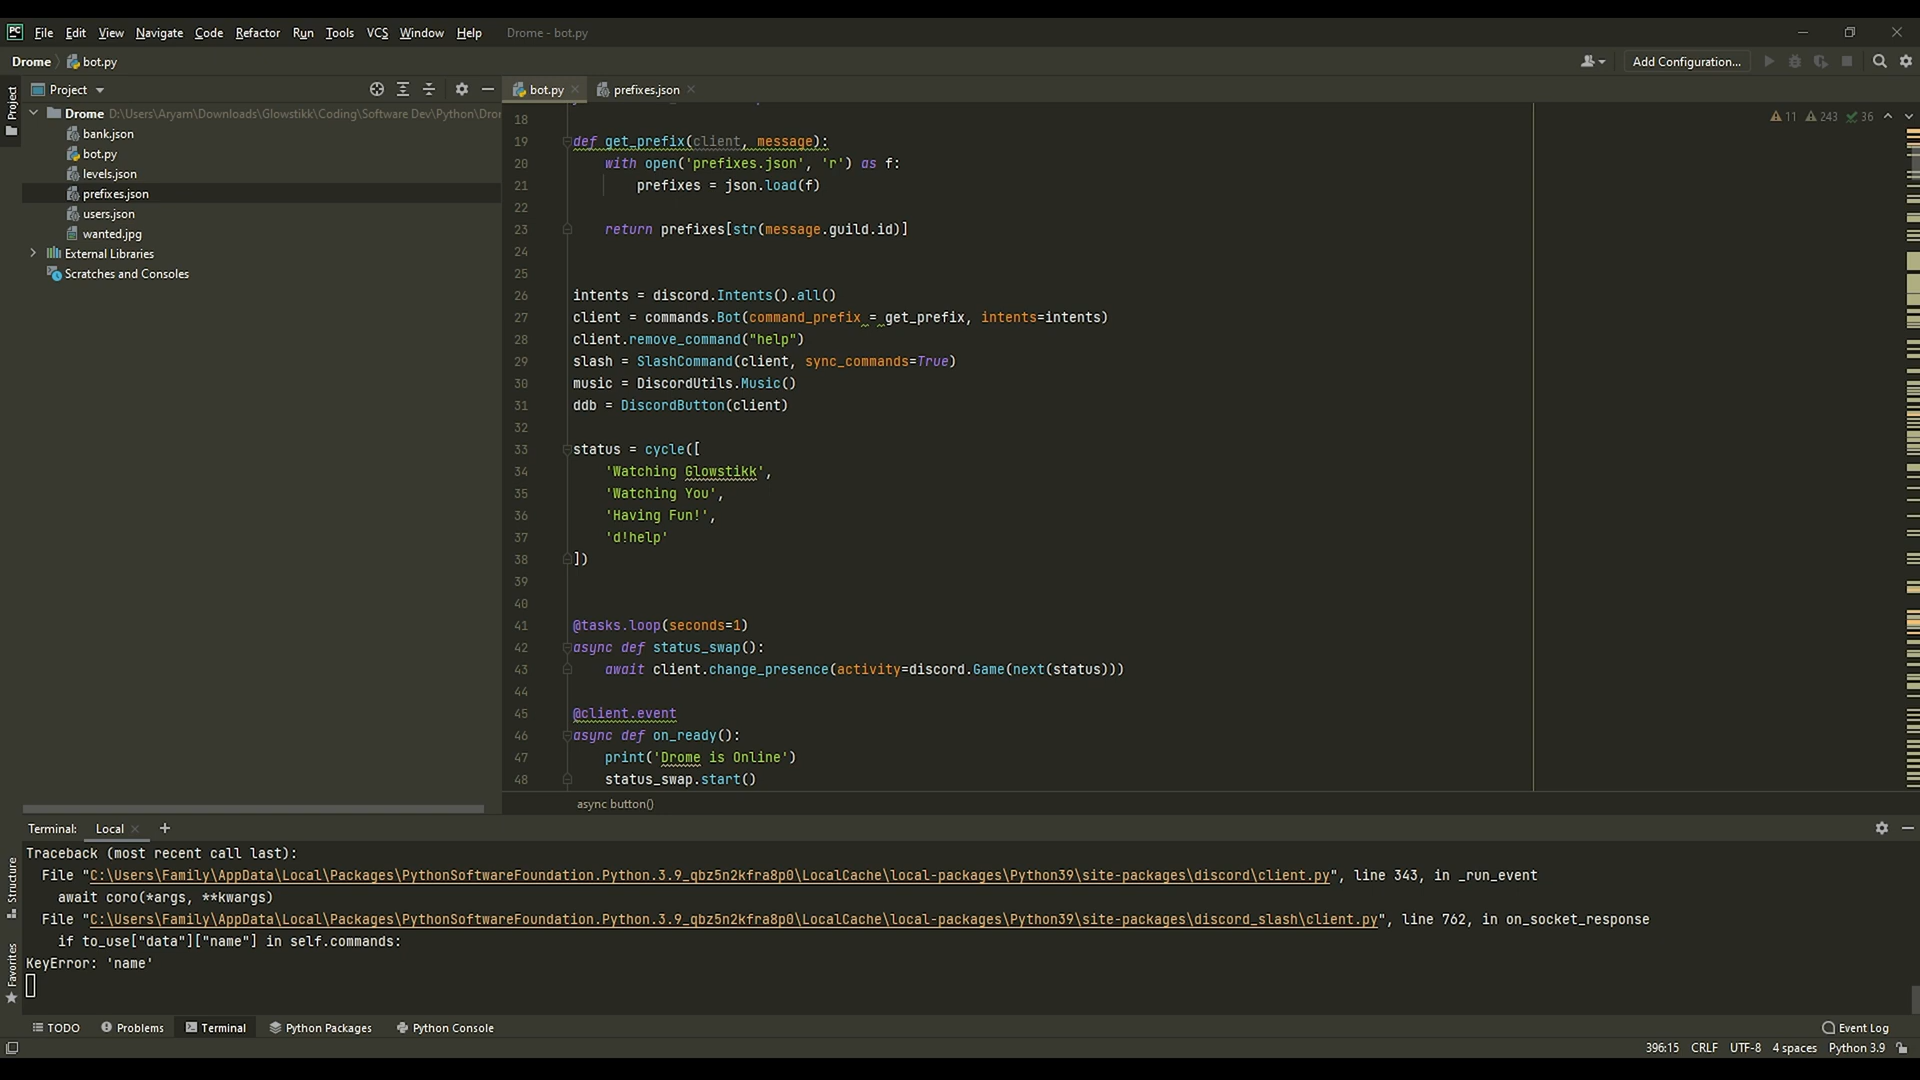 PC File Edit View Navigate Code Refactor Run Tools VCS Window Help Drome - bot.py
Drome bot.py Add Configuration...
Project
Project
Drome D:\Users\Aryam\Downloads\Glowstikk\Coding\Software Dev\Python\Dro
bank.json
bot.py
levels.json
prefixes.json
users.json
wanted.jpg
External Libraries
Scratches and Consoles
bot.py prefixes.json
11 243 36
18
19 def get_prefix(client, message):
20 with open('prefixes.json', 'r') as f:
21 prefixes = json.load(f)
22
23 return prefixes[str(message.guild.id)]
24
25
26 intents = discord.Intents().all()
27 client = commands.Bot(command_prefix = get_prefix, intents=intents)
28 client.remove_command("help")
29 slash = SlashCommand(client, sync_commands=True)
30 music = DiscordUtils.Music()
31 ddb = DiscordButton(client)
32
33 status = cycle([
34 'Watching Glowstikk',
35 'Watching You',
36 'Having Fun!',
37 'd!help'
38 ])
39
40
41 @tasks.loop(seconds=1)
42 async def status_swap():
43 await client.change_presence(activity=discord.Game(next(status)))
44
45 @client.event
46 async def on_ready():
47 print('Drome is Online')
48 status_swap.start()
async button()
Terminal: Local +
Traceback (most recent call last):
File "C:\Users\Family\AppData\Local\Packages\PythonSoftwareFoundation.Python.3.9_qbz5n2kfra8p0\LocalCache\local-packages\Python39\site-packages\discord\client.py", line 343, in _run_event
await coro(*args, **kwargs)
File "C:\Users\Family\AppData\Local\Packages\PythonSoftwareFoundation.Python.3.9_qbz5n2kfra8p0\LocalCache\local-packages\Python39\site-packages\discord_slash\client.py", line 762, in on_socket_response
if to_use["data"]["name"] in self.commands:
KeyError: 'name'
Structure
Favorites
TODO Problems Terminal Python Packages Python Console Event Log
396:15 CRLF UTF-8 4 spaces Python 3.9